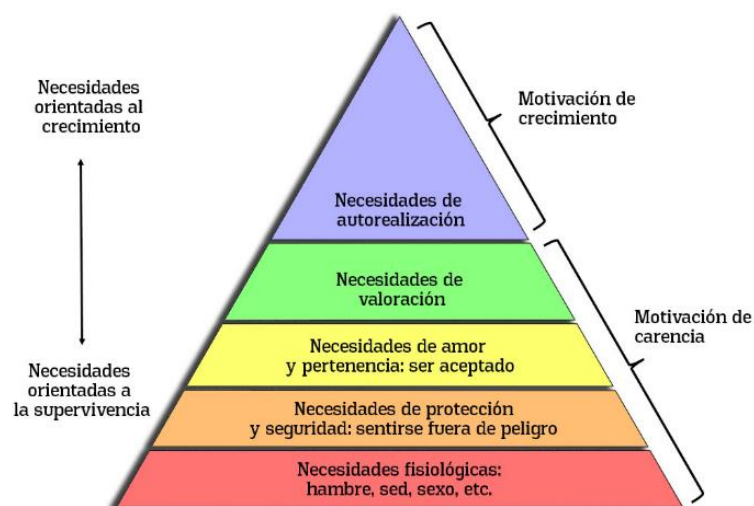 Necesidades
orientadas al
crecimiento
Motivación de
crecimiento
Necesidades de
autorealización
Necesidades de
valoración
Motivación de
carencia
Necesidades de amor
y pertenencia: ser aceptado
Necesidades
orientadas a
la supervivencia
Necesidades de protección
y seguridad: sentirse fuera de peligro
Necesidades fisiológicas:
hambre, sed, sexo, etc.